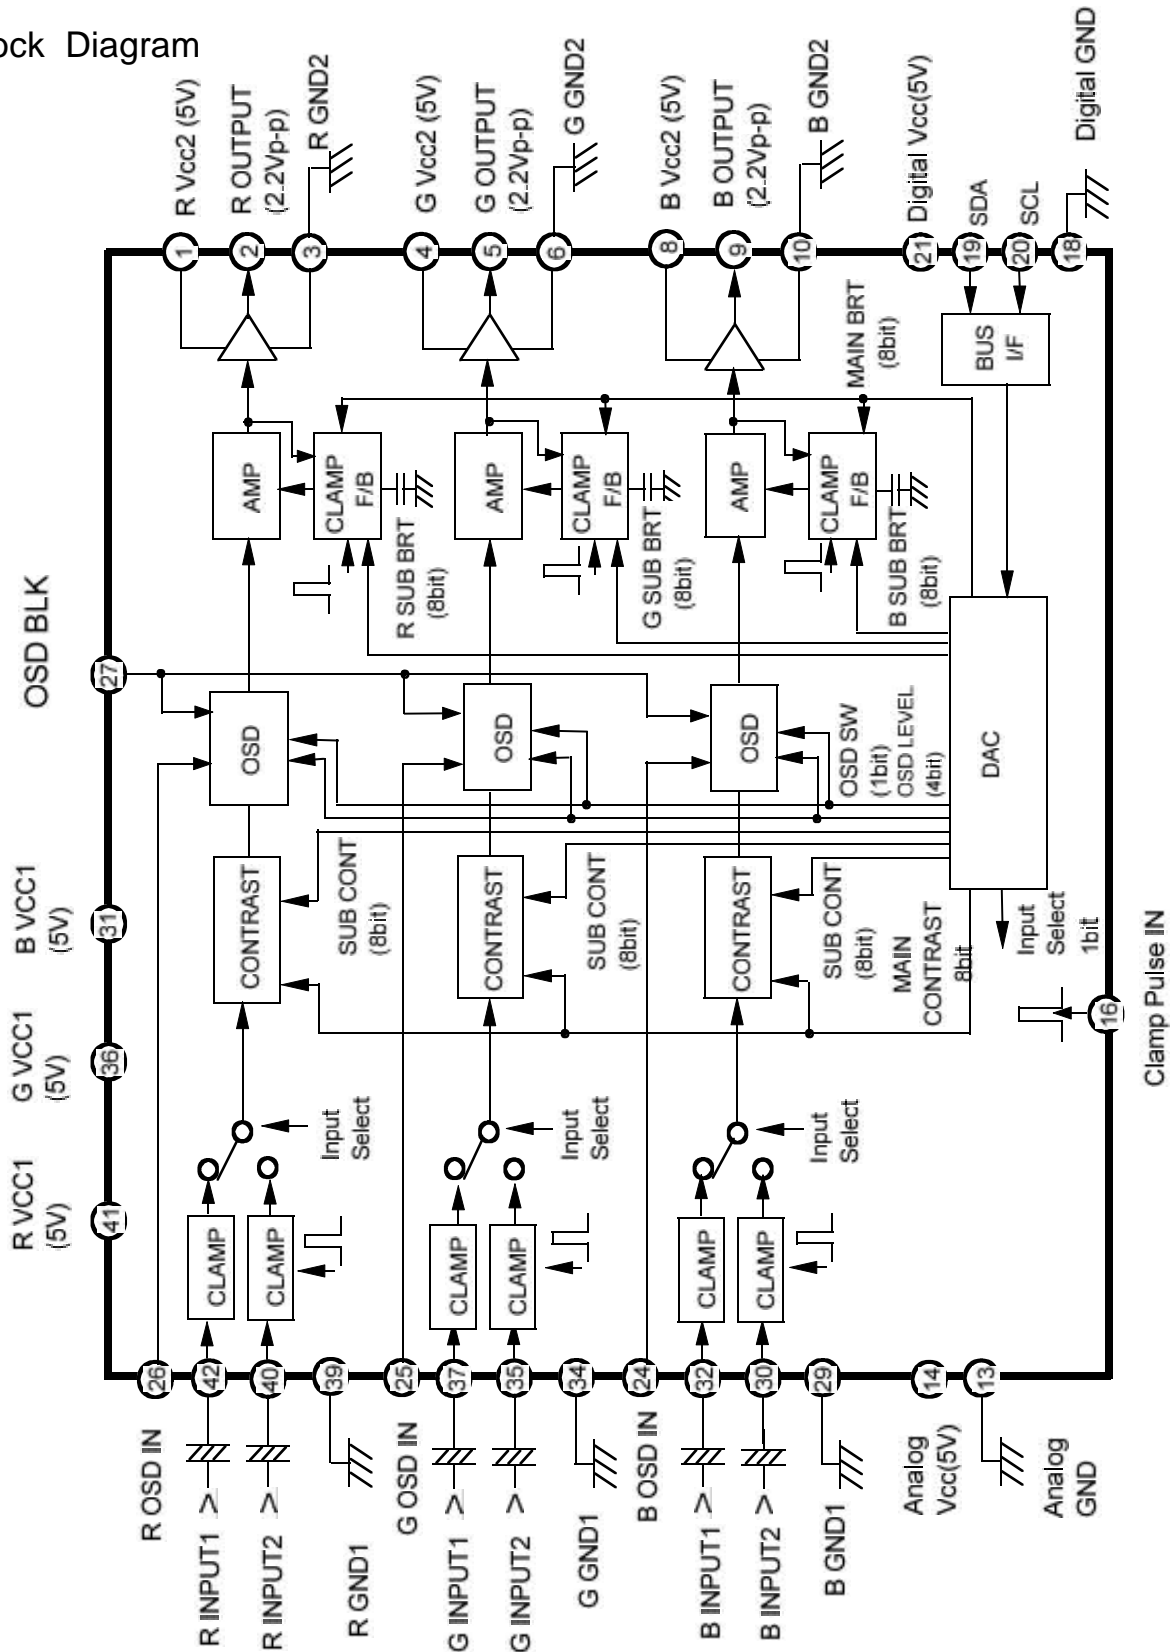 ock Diagram
R Vcc2 (5V)
R OUTPUT
(2.2Vp-p)
R GND2
G Vcc2 (5V)
G OUTPUT
(2.2Vp-p)
G GND2
B Vcc2 (5V)
B OUTPUT
(2.2Vp-p)
B GND2
Digital Vcc(5V)
SDA
SCL
Digital GND
1
2
3
4
5
6
8
9
10
21
19
20
18
BUS
I/F
MAIN BRT
(8bit)
AMP
CLAMP
F/B
R SUB BRT
(8bit)
AMP
CLAMP
F/B
G SUB BRT
(8bit)
AMP
CLAMP
F/B
B SUB BRT
(8bit)
OSD BLK
27
OSD
OSD
OSD
OSD SW
(1bit)
OSD LEVEL
(4bit)
DAC
B VCC1
(5V)
31
CONTRAST
SUB CONT
(8bit)
CONTRAST
SUB CONT
(8bit)
CONTRAST
SUB CONT
(8bit)
MAIN
CONTRAST
8bit
Input
Select
1bit
16
Clamp Pulse IN
G VCC1
(5V)
36
R VCC1
(5V)
41
Input
Select
Input
Select
Input
Select
CLAMP
CLAMP
CLAMP
CLAMP
CLAMP
CLAMP
26
42
40
39
25
37
35
34
24
32
30
29
14
13
R OSD IN
R INPUT1 >
R INPUT2 >
R GND1
G OSD IN
G INPUT1 >
G INPUT2 >
G GND1
B OSD IN
B INPUT1 >
B INPUT2 >
B GND1
Analog
Vcc(5V)
Analog
GND